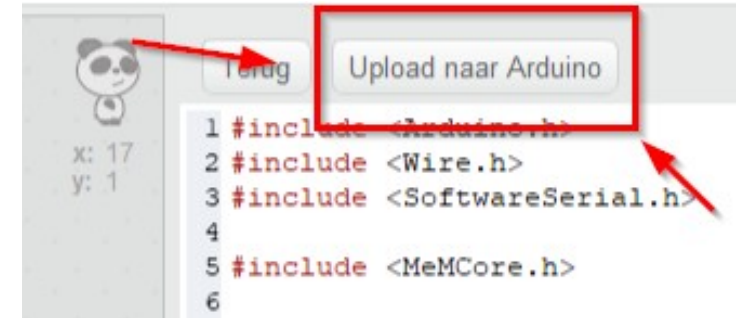 Terug
Upload naar Arduino
x: 17
y: 1
1 #include <Arduino.h>
2 #include <Wire.h>
3 #include <SoftwareSerial.h>
4
5 #include <MeMCore.h>
6